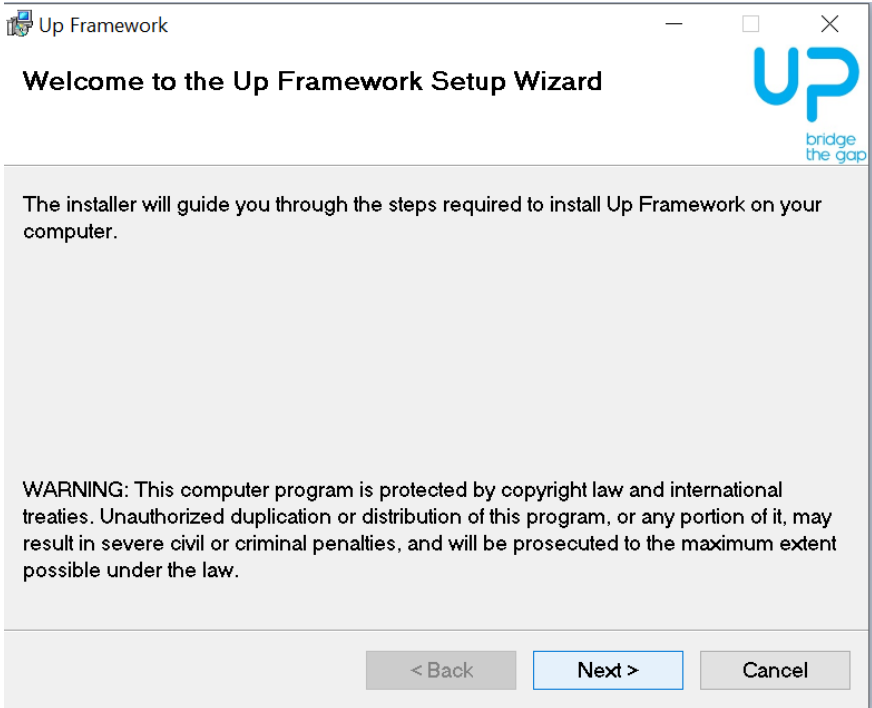 Up Framework
Welcome to the Up Framework Setup Wizard
UP
bridge
the gap
The installer will guide you through the steps required to install Up Framework on your
computer.
WARNING: This computer program is protected by copyright law and international
treaties. Unauthorized duplication or distribution of this program, or any portion of it, may
result in severe civil or criminal penalties, and will be prosecuted to the maximum extent
possible under the law.
< Back
Next >
Cancel